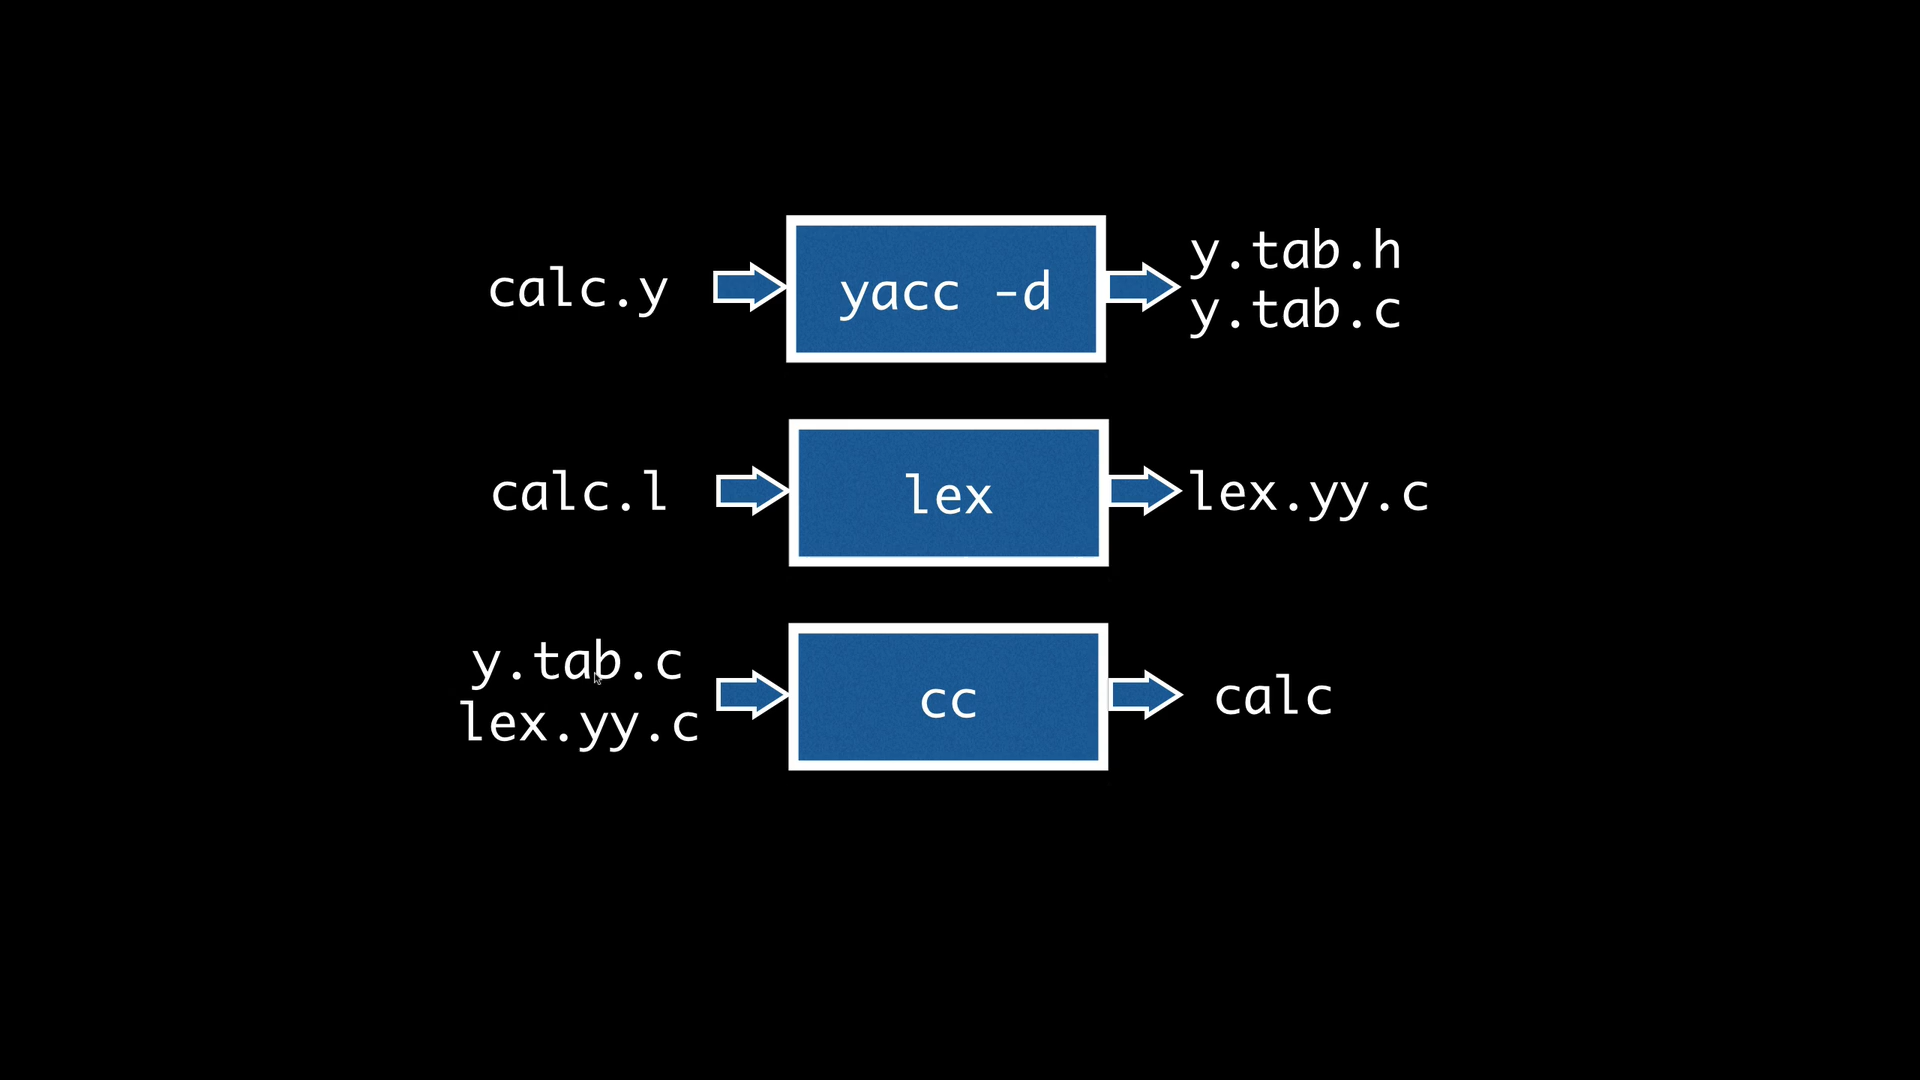 calc.y
yacc -d
y.tab.h
y.tab.c
calc.l
lex
lex.yy.c
y.tab.c
lex.yy.c
cc
calc